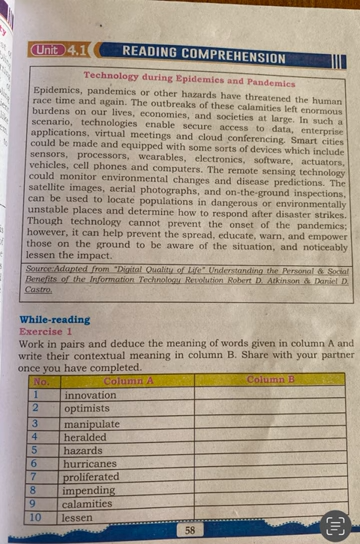 Unit 4.1 READING COMPREHENSION
Technology during Epidemics and Pandemics
Epidemics, pandemics or other hazards have threatened the human
race time and again. The outbreaks of these calamities left enormous
burdens on our lives, economies, and societies at large. In such a
scenario, technologies enable secure access to data, enterprise
applications, virtual meetings and cloud conferencing. Smart cities
could be made and equipped with some sorts of devices which include
sensors, processors, wearables, electronics, software, actuators,
vehicles, cell phones and computers. The remote sensing technology
could monitor environmental changes and disease predictions. The
satellite images, aerial photographs, and on-the-ground inspections,
can be used to locate populations in dangerous or environmentally
unstable places and determine how to respond after disaster strikes.
Though technology cannot prevent the onset of the pandemics;
however, it can help prevent the spread, educate, warn, and empower
those on the ground to be aware of the situation, and noticeably
lessen the impact.
Source:Adapted from "Digital Quality of Life" Understanding the Personal & Social
Benefits of the Information Technology Revolution Robert D. Atkinson & Daniel D.
Castro.
While-reading
Exercise 1
Work in pairs and deduce the meaning of words given in column A and
write their contextual meaning in column B. Share with your partner
once you have completed.
No. Column A Column B
1 innovation
2 optimists
3 manipulate
4 heralded
5 hazards
6 hurricanes
7 proliferated
8 impending
9 calamities
10 lessen
58